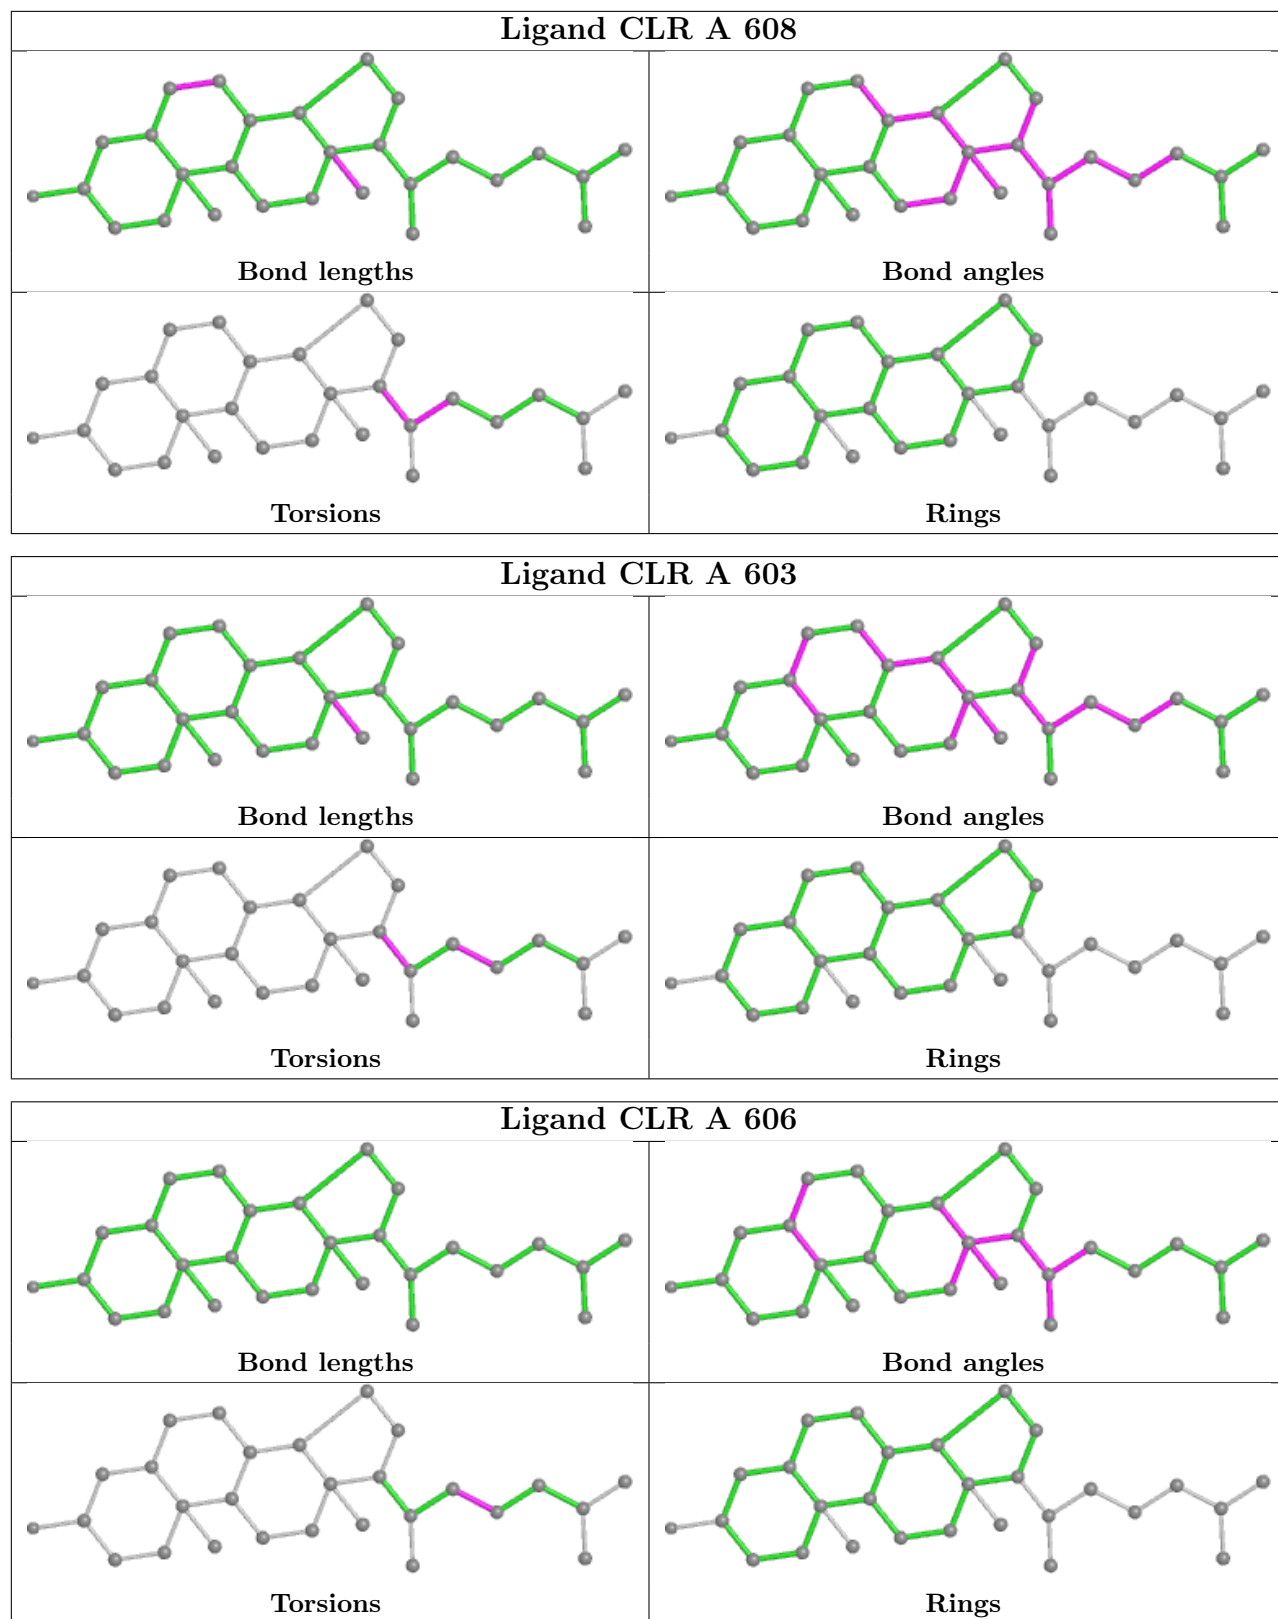 Ligand CLR A 608
Bond lengths
Bond angles
Torsions
Rings
Ligand CLR A 603
Bond lengths
Bond angles
Torsions
Rings
Ligand CLR A 606
Bond lengths
Bond angles
Torsions
Rings